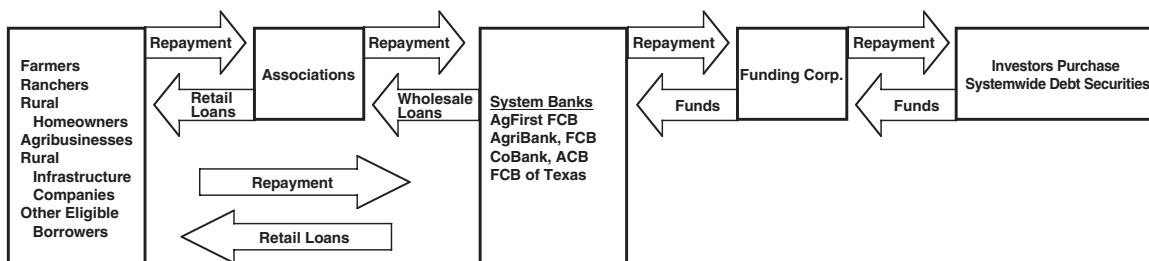 Farmers
Ranchers
Rural
Homeowners
Agribusinesses
Rural
Infrastructure
Companies
Other Eligible
Borrowers
Repayment
Retail
Loans
Associations
Repayment
Wholesale
Loans
Repayment
Retail Loans
System Banks
AgFirst FCB
AgriBank, FCB
CoBank, ACB
FCB of Texas
Repayment
Funds
Funding Corp.
Repayment
Funds
Investors Purchase
Systemwide Debt Securities